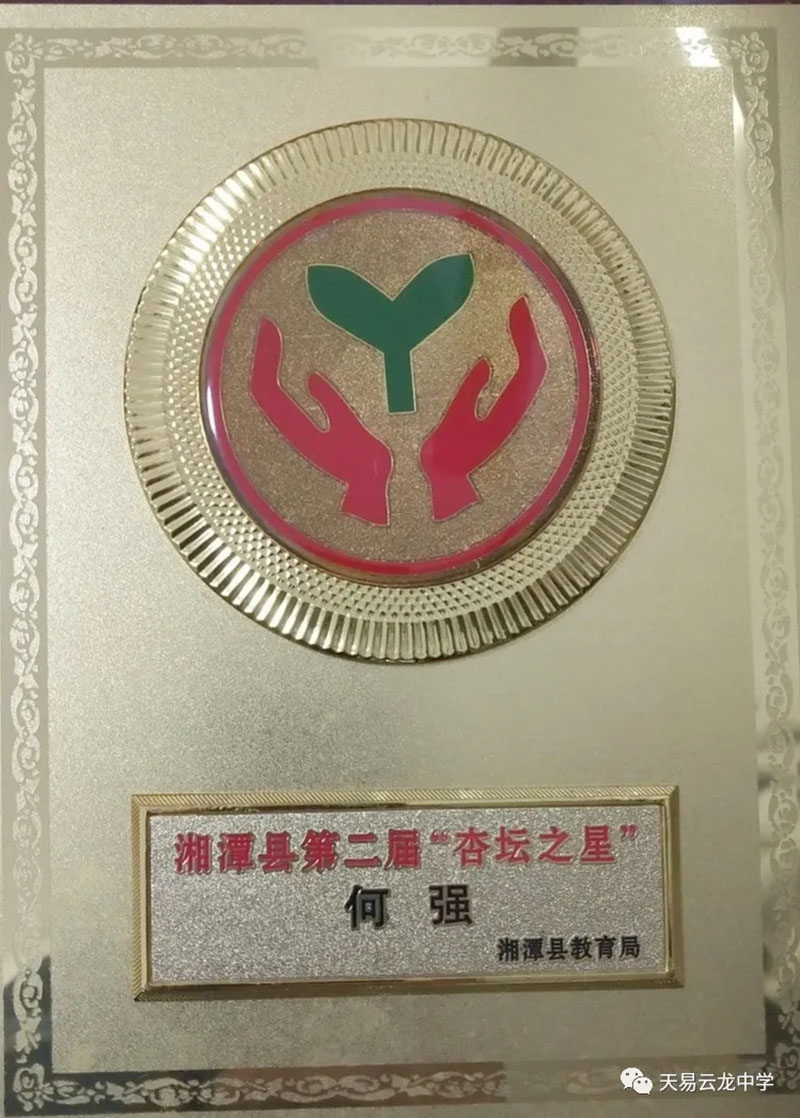 湘潭县第二届“杏坛之星”
何 强
湘潭县教育局
天易云龙中学